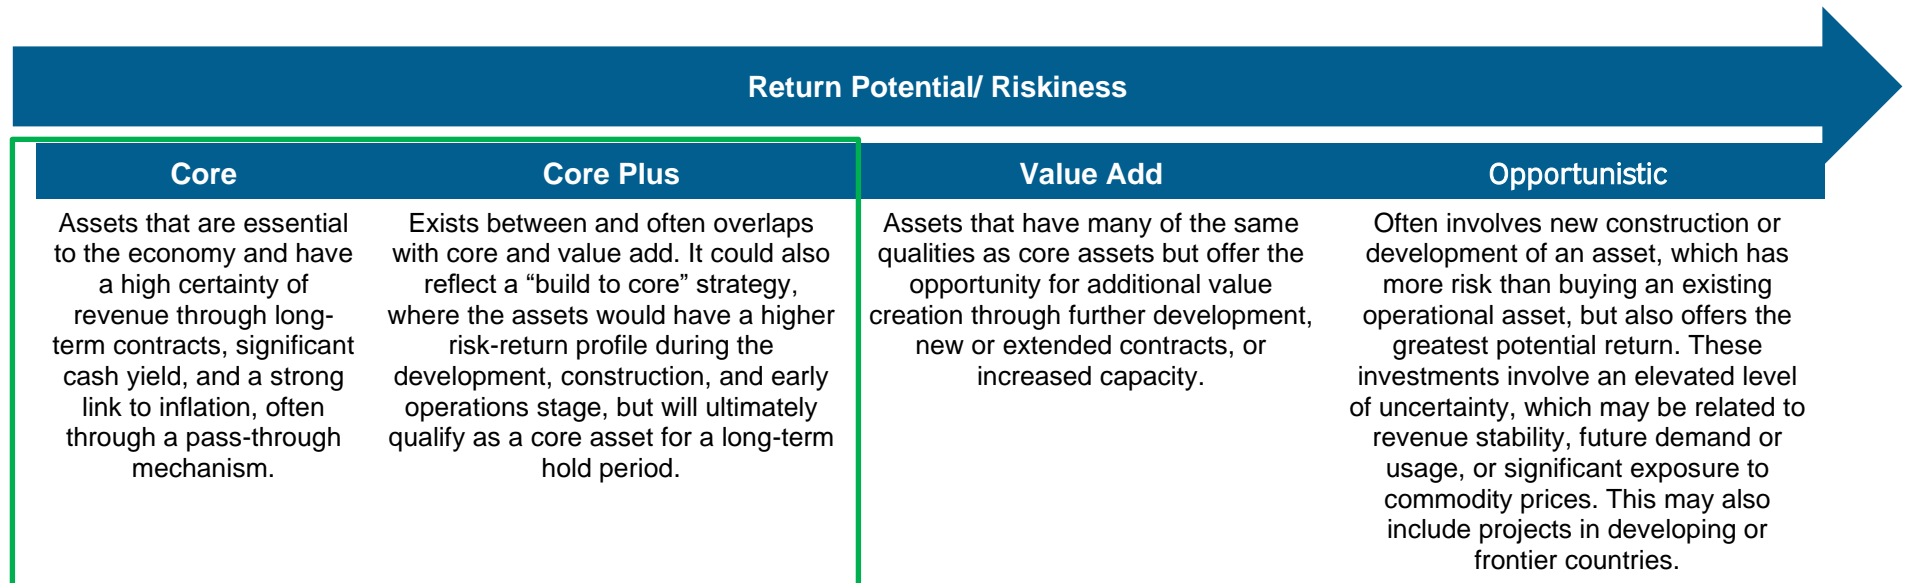 Return Potential/ Riskiness
Core
Core Plus
Value Add
Opportunistic
Assets that are essential
to the economy and have
a high certainty of
revenue through long-
term contracts, significant
cash yield, and a strong
link to inflation, often
through a pass-through
mechanism.
Exists between and often overlaps
with core and value add. It could also
reflect a “build to core” strategy,
where the assets would have a higher
risk-return profile during the
development, construction, and early
operations stage, but will ultimately
qualify as a core asset for a long-term
hold period.
Assets that have many of the same
qualities as core assets but offer the
opportunity for additional value
creation through further development,
new or extended contracts, or
increased capacity.
Often involves new construction or
development of an asset, which has
more risk than buying an existing
operational asset, but also offers the
greatest potential return. These
investments involve an elevated level
of uncertainty, which may be related to
revenue stability, future demand or
usage, or significant exposure to
commodity prices. This may also
include projects in developing or
frontier countries.